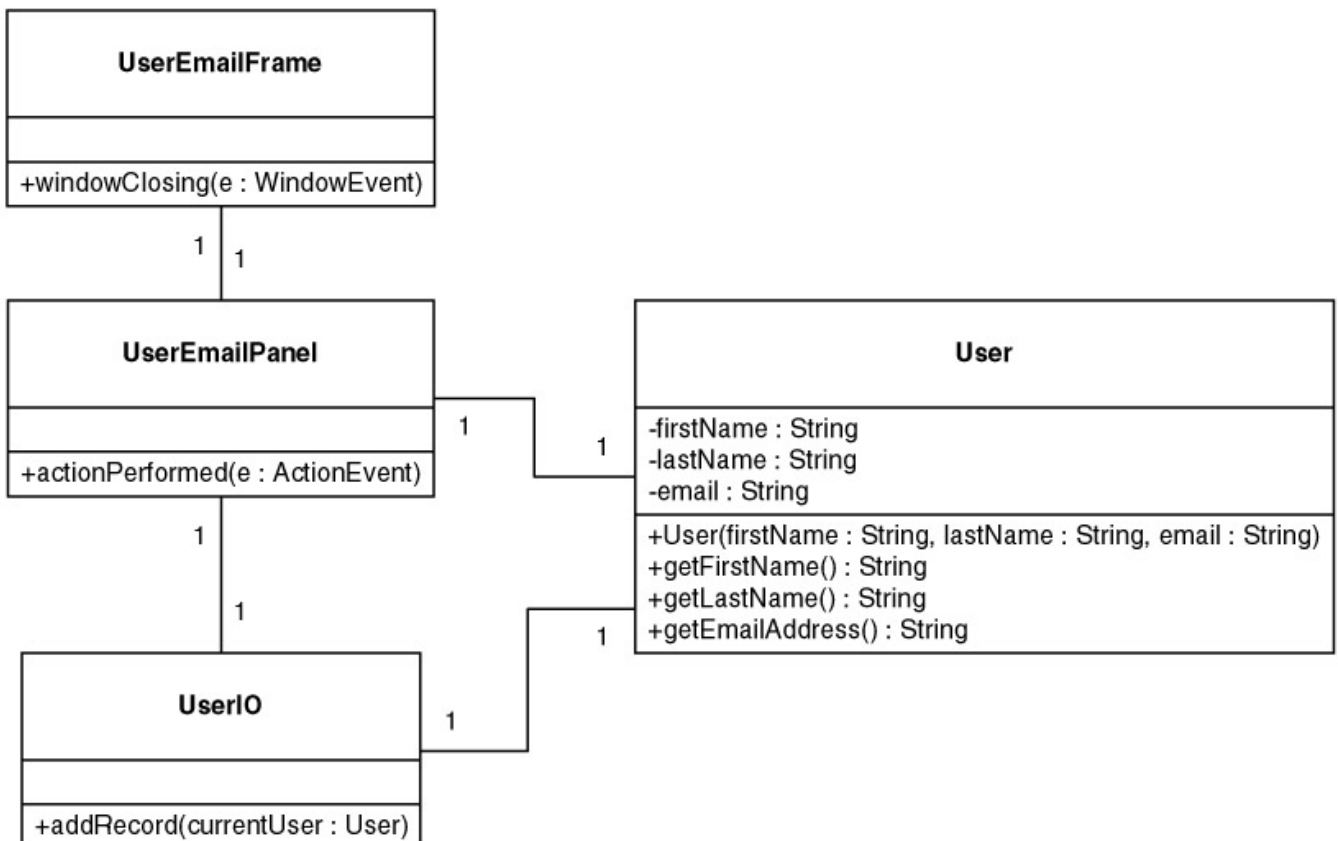 UserEmailFrame
+windowClosing(e : WindowEvent)
1
1
UserEmailPanel
+actionPerformed(e : ActionEvent)
1
1
User
-firstName : String
-lastName : String
-email : String
+User(firstName : String, lastName : String, email : String)
+getFirstName() : String
+getLastName() : String
+getEmailAddress() : String
1
1
1
1
UserIO
+addRecord(currentUser : User)